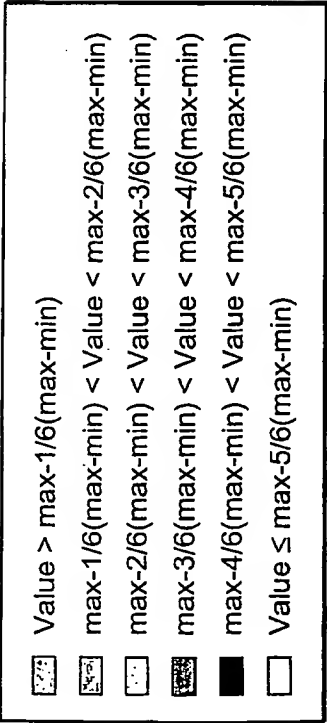 Value > max-1/6(max-min)
max-1/6(max-min) < Value < max-2/6(max-min)
max-2/6(max-min) < Value < max-3/6(max-min)
max-3/6(max-min) < Value < max-4/6(max-min)
max-4/6(max-min) < Value < max-5/6(max-min)
Value ≤ max-5/6(max-min)